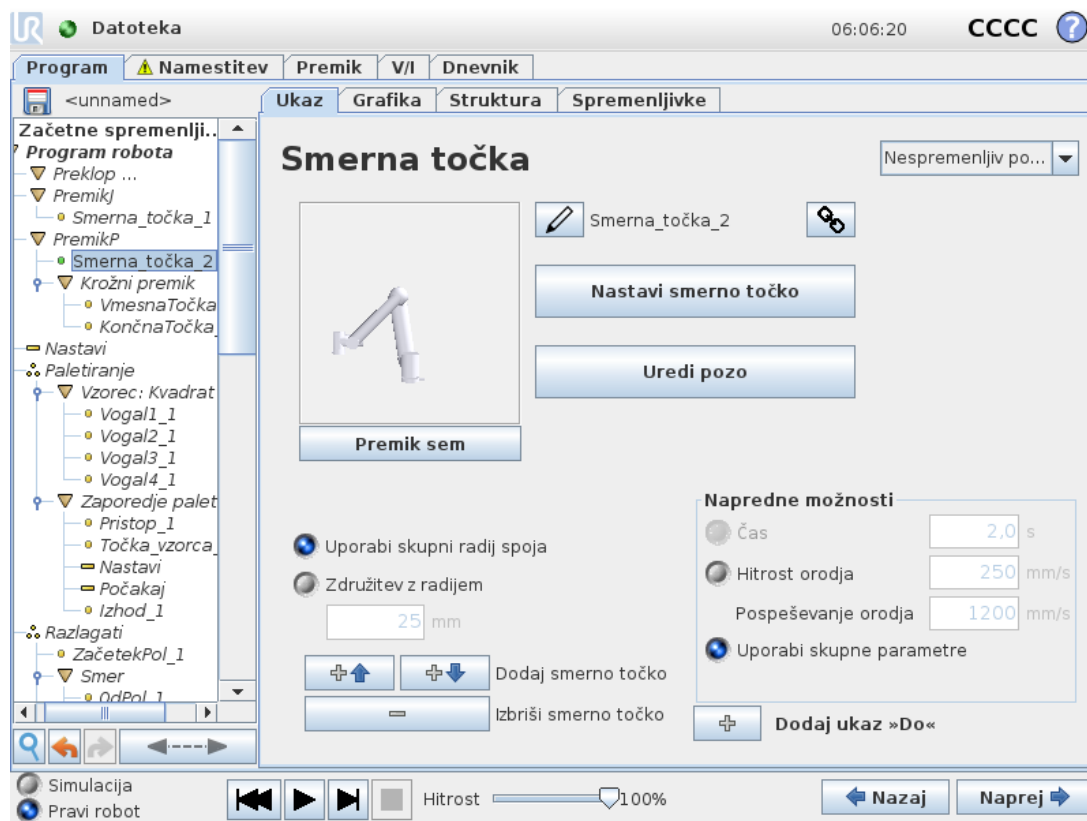 UR Datoteka 06:06:20 CCCC ?
Program Namestitev Premik V/I Dnevnik
<unnamed> Ukaz Grafika Struktura Spremenljivke
Začetne spremenlji..
Program robota
Preklop ...
PremikJ
Smerna_točka_1
PremikP
Smerna_točka_2
Krožni premik
VmesnaTočka
KončnaTočka_
Nastavi
Paletiranje
Vzorec: Kvadrat
Vogal1_1
Vogal2_1
Vogal3_1
Vogal4_1
Zaporedje palet
Pristop_1
Točka_vzorca_
Nastavi
Počakaj
Izhod_1
Razlagati
ZačetekPol_1
Smer
OdPol_1
Smerna točka
Nespremenljiv po...
Smerna_točka_2
Nastavi smerno točko
Uredi pozo
Premik sem
Uporabi skupni radij spoja
Združitev z radijem
25 mm
Dodaj smerno točko
Izbriši smerno točko
Napredne možnosti
Čas 2,0 s
Hitrost orodja 250 mm/s
Pospeševanje orodja 1200 mm/s
Uporabi skupne parametre
Dodaj ukaz »Do«
Simulacija
Pravi robot
Hitrost 100%
Nazaj Naprej